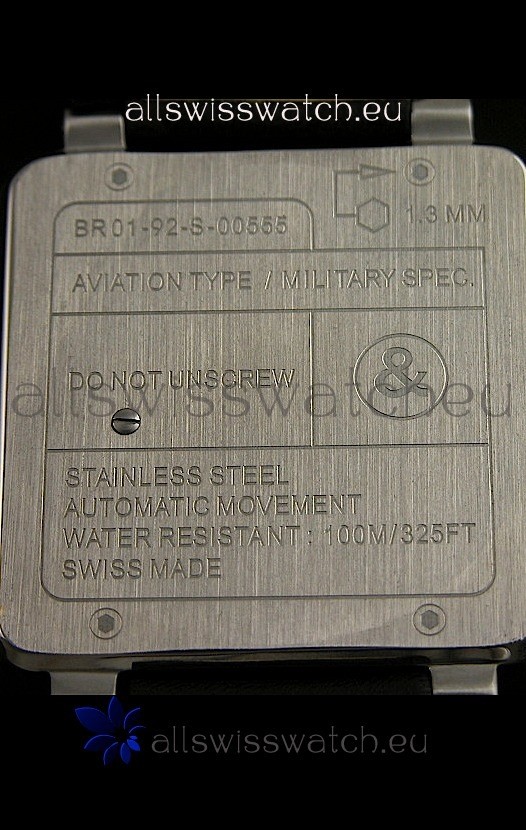 allswisswatch.eu
1.3 MM
BR 01-92-S-00555
AVIATION TYPE / MILITARY SPEC.
&
DO NOT UNSCREW
allswisswatch.eu
STAINLESS STEEL
AUTOMATIC MOVEMENT
WATER RESISTANT : 100M/325FT
SWISS MADE
allswisswatch.eu